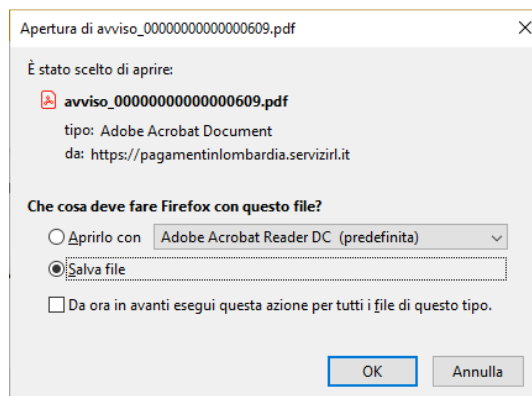 Apertura di avviso_00000000000000609.pdf
È stato scelto di aprire:
avviso_00000000000000609.pdf
tipo: Adobe Acrobat Document
da: https://pagamentinlombardia.servizirl.it
Che cosa deve fare Firefox con questo file?
Aprirlo con Adobe Acrobat Reader DC (predefinita)
Salva file
Da ora in avanti esegui questa azione per tutti i file di questo tipo.
OK Annulla